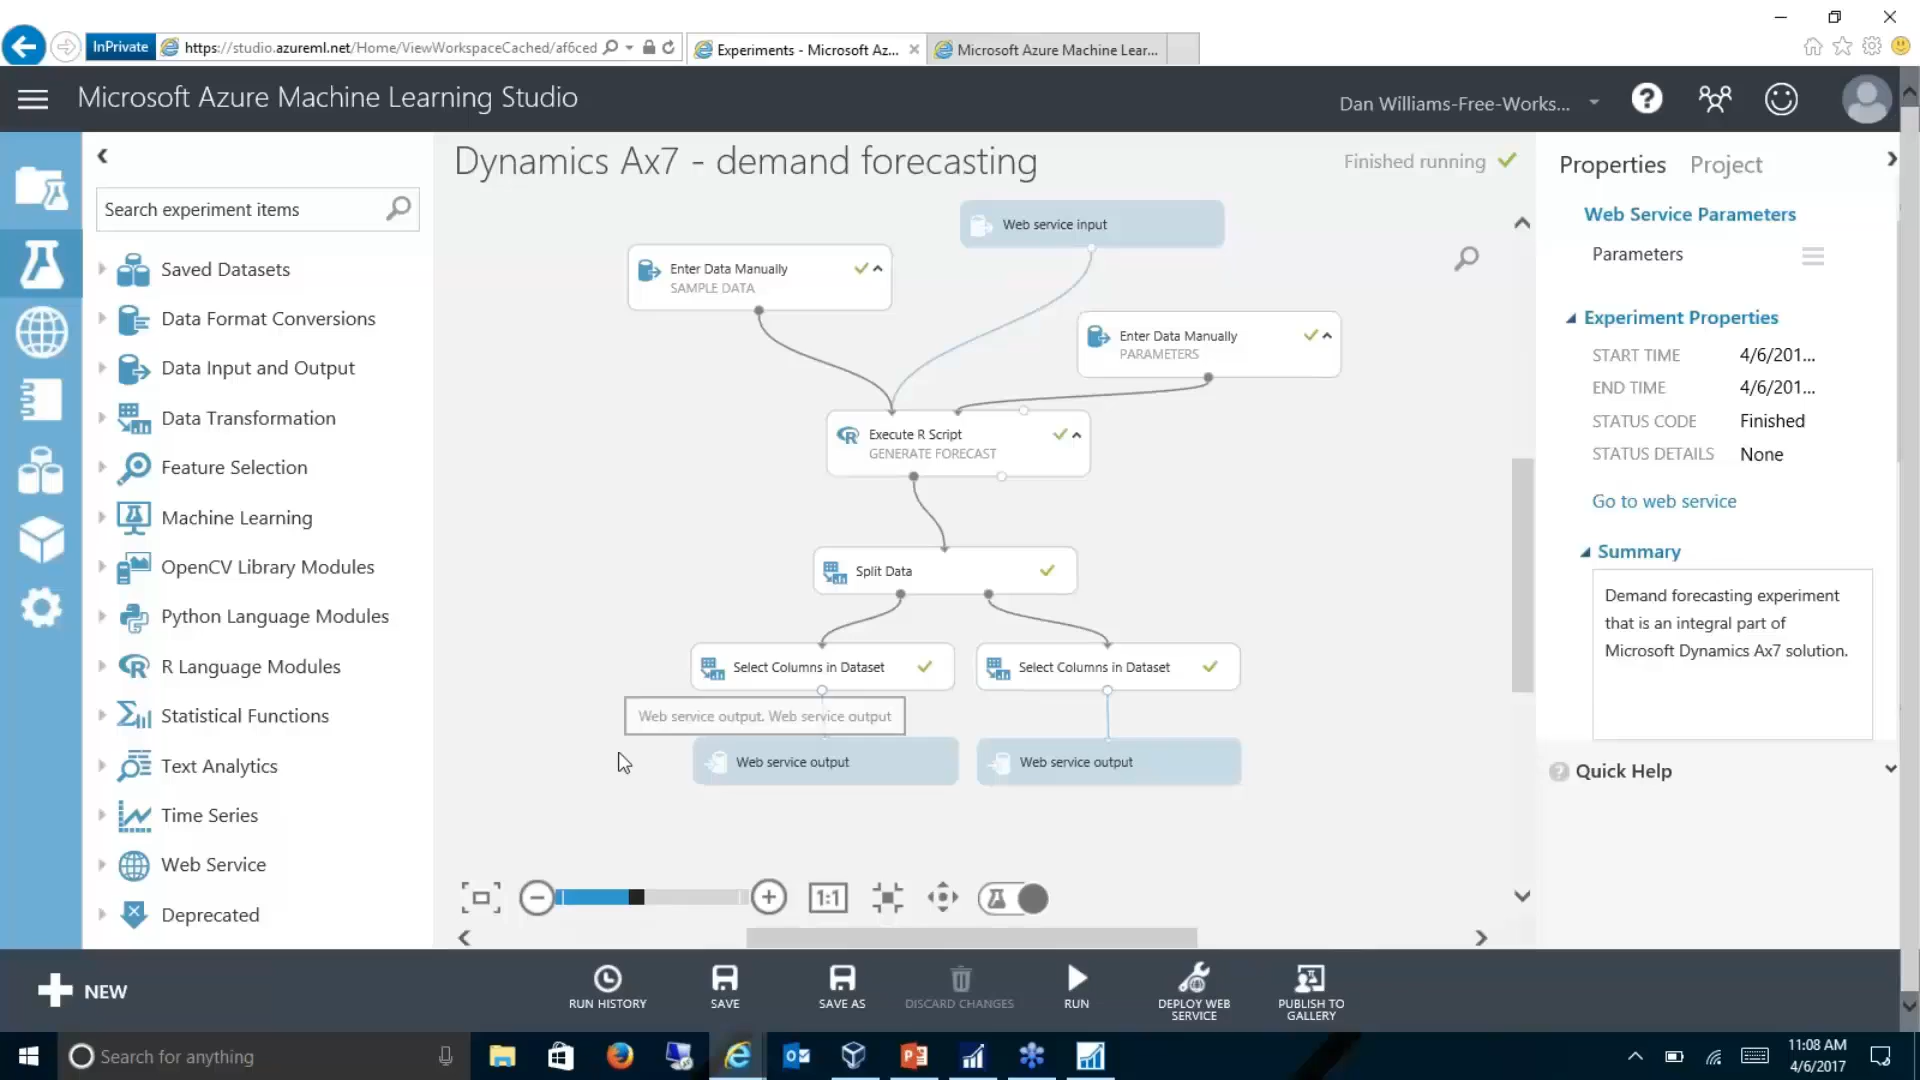 InPrivate
https://studio.azureml.net/Home/ViewWorkspaceCached/af6ced
Experiments - Microsoft Az...
Microsoft Azure Machine Lear...
Microsoft Azure Machine Learning Studio
Dan Williams-Free-Works...
Search experiment items
Saved Datasets
Data Format Conversions
Data Input and Output
Data Transformation
Feature Selection
Machine Learning
OpenCV Library Modules
Python Language Modules
R Language Modules
Statistical Functions
Text Analytics
Time Series
Web Service
Deprecated
Dynamics Ax7 - demand forecasting
Finished running
Web service input
Enter Data Manually
SAMPLE DATA
Enter Data Manually
PARAMETERS
Execute R Script
GENERATE FORECAST
Split Data
Select Columns in Dataset
Select Columns in Dataset
Web service output. Web service output
Web service output
Web service output
1:1
Properties
Project
Web Service Parameters
Parameters
Experiment Properties
START TIME 4/6/201...
END TIME 4/6/201...
STATUS CODE Finished
STATUS DETAILS None
Go to web service
Summary
Demand forecasting experiment
that is an integral part of
Microsoft Dynamics Ax7 solution.
Quick Help
NEW
RUN HISTORY
SAVE
SAVE AS
DISCARD CHANGES
RUN
DEPLOY WEB
SERVICE
PUBLISH TO
GALLERY
Search for anything
11:08 AM
4/6/2017